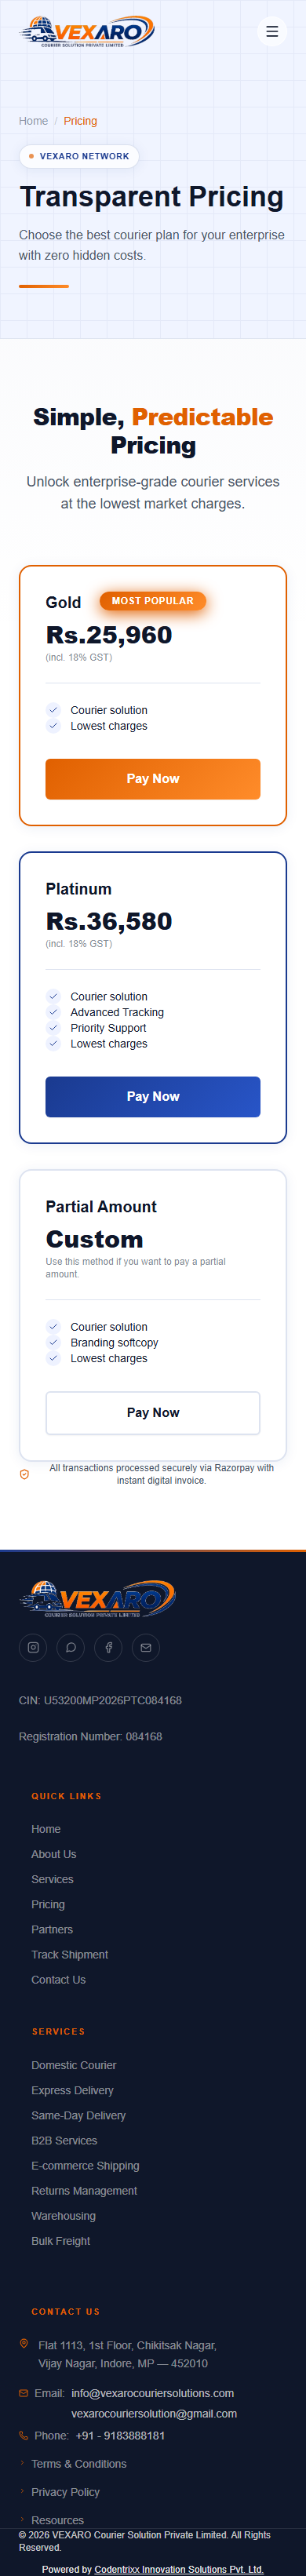 VEXARO
COURIER SOLUTION PRIVATE LIMITED
Home / Pricing
VEXARO NETWORK
Transparent Pricing
Choose the best courier plan for your enterprise
with zero hidden costs.
Simple, Predictable
Pricing
Unlock enterprise-grade courier services
at the lowest market charges.
Gold MOST POPULAR
Rs.25,960
(incl. 18% GST)
Courier solution
Lowest charges
Pay Now
Platinum
Rs.36,580
(incl. 18% GST)
Courier solution
Advanced Tracking
Priority Support
Lowest charges
Pay Now
Partial Amount
Custom
Use this method if you want to pay a partial
amount.
Courier solution
Branding softcopy
Lowest charges
Pay Now
All transactions processed securely via Razorpay with
instant digital invoice.
VEXARO
COURIER SOLUTION PRIVATE LIMITED
CIN: U53200MP2026PTC084168
Registration Number: 084168
QUICK LINKS
Home
About Us
Services
Pricing
Partners
Track Shipment
Contact Us
SERVICES
Domestic Courier
Express Delivery
Same-Day Delivery
B2B Services
E-commerce Shipping
Returns Management
Warehousing
Bulk Freight
CONTACT US
Flat 1113, 1st Floor, Chikitsak Nagar,
Vijay Nagar, Indore, MP — 452010
Email: info@vexarocouriersolutions.com
vexarocouriersolution@gmail.com
Phone: +91 - 9183888181
Terms & Conditions
Privacy Policy
Resources
© 2026 VEXARO Courier Solution Private Limited. All Rights
Reserved.
Powered by Codentrixx Innovation Solutions Pvt. Ltd.